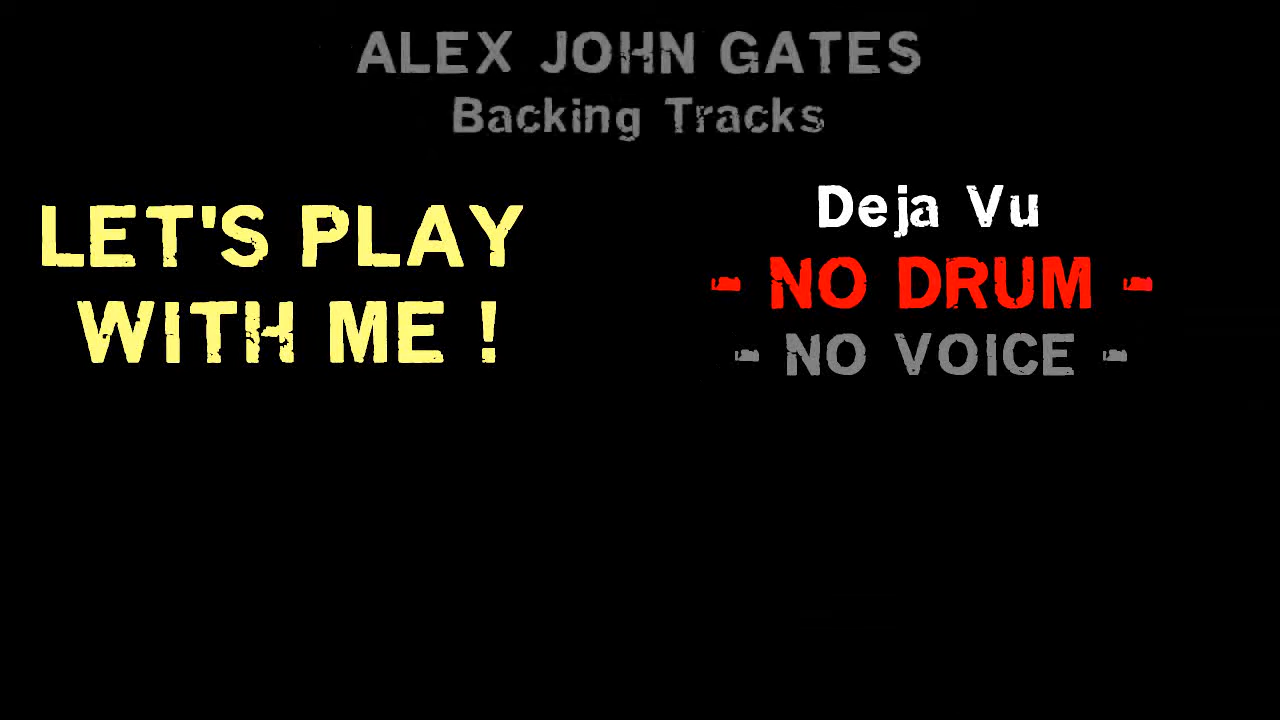 ALEX JOHN GATES
Backing Tracks
LET'S PLAY
WITH ME !
Deja Vu
- NO DRUM -
- NO VOICE -